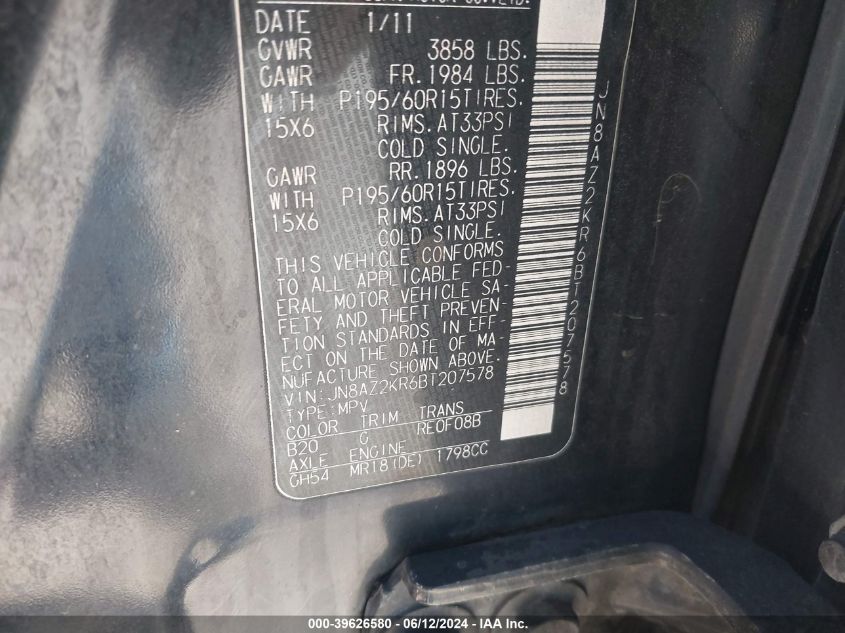 DATE 1/11
GVWR 3858 LBS.
GAWR FR. 1984 LBS.
WITH P195/60R15TIRES.
15X6 RIMS. AT33PSI
COLD SINGLE.
GAWR RR. 1896 LBS.
WITH P195/60R15TIRES.
15X6 RIMS. AT33PSI
COLD SINGLE.
THIS VEHICLE CONFORMS
TO ALL APPLICABLE FED-
ERAL MOTOR VEHICLE SA-
FETY AND THEFT PREVEN-
TION STANDARDS IN EFF-
ECT ON THE DATE OF MA-
NUFACTURE SHOWN ABOVE.
VIN:JN8AZ2KR6BT207578
TYPE:MPV
COLOR TRIM TRANS
B20 G RE0F08B
AXLE ENGINE
GH54 MR18(DE) 1798CC
JN8AZ2KR6BT207578
000-39626580 - 06/12/2024 - IAA Inc.